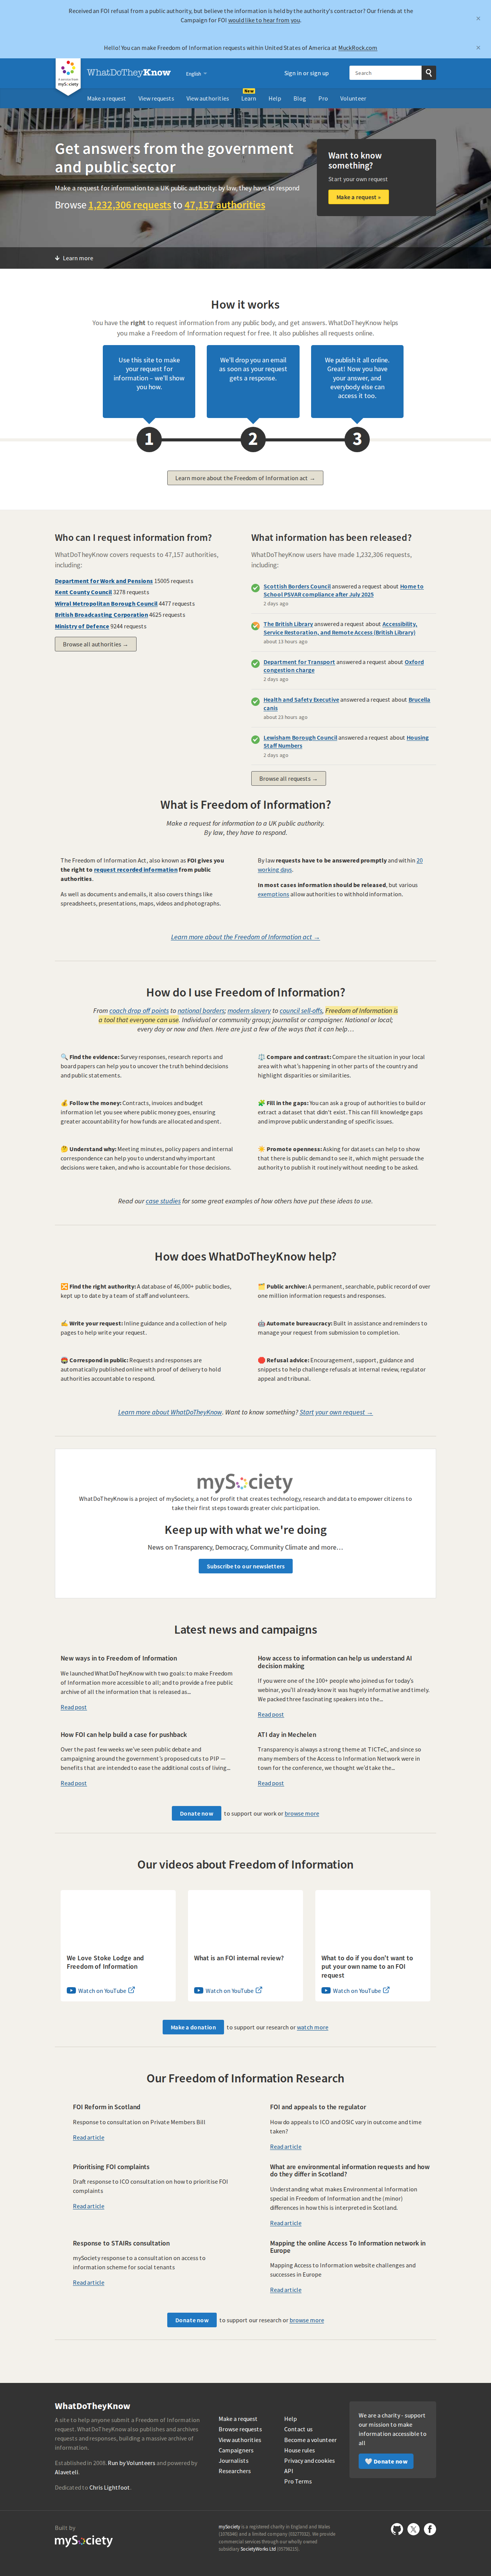 Received an FOI refusal from a public authority, but believe the information is held by the authority's contractor? Our friends at the
Campaign for FOI would like to hear from you.
×
Hello! You can make Freedom of Information requests within United States of America at MuckRock.com
×
a mySociety site
WhatDoTheyKnow
English
Sign in or sign up
Search
Make a request
View requests
View authorities
New
Learn
Help
Blog
Pro
Volunteer
Get answers from the government
and public sector
Make a request for information to a UK public authority: by law, they have to respond
Browse 1,232,306 requests to 47,157 authorities
Want to know
something?
Start your own request
Make a request »
Learn more
How it works
You have the right to request information from any public body, and get answers. WhatDoTheyKnow helps
you make a Freedom of Information request for free. It also publishes all requests online.
Use this site to make
your request for
information – we'll show
you how.
We'll drop you an email
as soon as your request
gets a response.
We publish it all online.
Great! Now you have
your answer, and
everybody else can
access it too.
1
2
3
Learn more about the Freedom of Information act →
Who can I request information from?
WhatDoTheyKnow covers requests to 47,157 authorities,
including:
Department for Work and Pensions 15005 requests
Kent County Council 3278 requests
Wirral Metropolitan Borough Council 4477 requests
British Broadcasting Corporation 4625 requests
Ministry of Defence 9244 requests
Browse all authorities →
What information has been released?
WhatDoTheyKnow users have made 1,232,306 requests,
including:
Scottish Borders Council answered a request about Home to
School PSVAR compliance after July 2025
2 days ago
The British Library answered a request about Accessibility,
Service Restoration, and Remote Access (British Library)
about 13 hours ago
Department for Transport answered a request about Oxford
congestion charge
2 days ago
Health and Safety Executive answered a request about Brucella
canis
about 23 hours ago
Lewisham Borough Council answered a request about Housing
Staff Numbers
2 days ago
Browse all requests →
What is Freedom of Information?
Make a request for information to a UK public authority.
By law, they have to respond.
The Freedom of Information Act, also known as FOI gives you
the right to request recorded information from public
authorities.
As well as documents and emails, it also covers things like
spreadsheets, presentations, maps, videos and photographs.
By law requests have to be answered promptly and within 20
working days.
In most cases information should be released, but various
exemptions allow authorities to withhold information.
Learn more about the Freedom of Information act →
How do I use Freedom of Information?
From coach drop off points to national borders; modern slavery to council sell-offs, Freedom of Information is
a tool that everyone can use. Individual or community group; journalist or campaigner. National or local;
every day or now and then. Here are just a few of the ways that it can help…
🔍 Find the evidence: Survey responses, research reports and
board papers can help you to uncover the truth behind decisions
and public statements.
⚖️ Compare and contrast: Compare the situation in your local
area with what's happening in other parts of the country and
highlight disparities or similarities.
💰 Follow the money: Contracts, invoices and budget
information let you see where public money goes, ensuring
greater accountability for how funds are allocated and spent.
🧩 Fill in the gaps: You can ask a group of authorities to build or
extract a dataset that didn't exist. This can fill knowledge gaps
and improve public understanding of specific issues.
🤔 Understand why: Meeting minutes, policy papers and internal
correspondence can help you to understand why important
decisions were taken, and who is accountable for those decisions.
☀️ Promote openness: Asking for datasets can help to show
that there is public demand to see it, which might persuade the
authority to publish it routinely without needing to be asked.
Read our case studies for some great examples of how others have put these ideas to use.
How does WhatDoTheyKnow help?
🔀 Find the right authority: A database of 46,000+ public bodies,
kept up to date by a team of staff and volunteers.
🗂️ Public archive: A permanent, searchable, public record of over
one million information requests and responses.
✍️ Write your request: Inline guidance and a collection of help
pages to help write your request.
🤖 Automate bureaucracy: Built in assistance and reminders to
manage your request from submission to completion.
📮 Correspond in public: Requests and responses are
automatically published online with proof of delivery to hold
authorities accountable to respond.
🛑 Refusal advice: Encouragement, support, guidance and
snippets to help challenge refusals at internal review, regulator
appeal and tribunal.
Learn more about WhatDoTheyKnow. Want to know something? Start your own request →
mySociety
WhatDoTheyKnow is a project of mySociety, a not for profit that creates technology, research and data to empower citizens to
take their first steps towards greater civic participation.
Keep up with what we're doing
News on Transparency, Democracy, Community Climate and more…
Subscribe to our newsletters
Latest news and campaigns
New ways in to Freedom of Information
We launched WhatDoTheyKnow with two goals: to make Freedom
of Information more accessible to all; and to provide a free public
archive of all the information that is released as...
Read post
How access to information can help us understand AI
decision making
If you were one of the 100+ people who joined us for today's
webinar, you'll already know it was hugely informative and timely.
We packed three fascinating speakers into the...
Read post
How FOI can help build a case for pushback
Over the past few weeks we've seen public debate and
campaigning around the government's proposed cuts to PIP —
benefits that are intended to ease the additional costs of living...
Read post
ATI day in Mechelen
Transparency is always a strong theme at TICTeC, and since so
many members of the Access to Information Network were in
town for the conference, we thought we'd take the...
Read post
Donate now to support our work or browse more
Our videos about Freedom of Information
We Love Stoke Lodge and
Freedom of Information
Watch on YouTube
What is an FOI internal review?
Watch on YouTube
What to do if you don't want to
put your own name to an FOI
request
Watch on YouTube
Make a donation to support our research or watch more
Our Freedom of Information Research
FOI Reform in Scotland
Response to consultation on Private Members Bill
Read article
FOI and appeals to the regulator
How do appeals to ICO and OSIC vary in outcome and time
taken?
Read article
Prioritising FOI complaints
Draft response to ICO consultation on how to prioritise FOI
complaints
Read article
What are environmental information requests and how
do they differ in Scotland?
Understanding what makes Environmental Information
special in Freedom of Information and the (minor)
differences in how this is interpreted in Scotland.
Read article
Response to STAIRs consultation
mySociety response to a consultation on access to
information scheme for social tenants
Read article
Mapping the online Access To Information network in
Europe
Mapping Access to Information website challenges and
successes in Europe
Read article
Donate now to support our research or browse more
WhatDoTheyKnow
A site to help anyone submit a Freedom of Information
request. WhatDoTheyKnow also publishes and archives
requests and responses, building a massive archive of
information.
Established in 2008. Run by Volunteers and powered by
Alaveteli.
Dedicated to Chris Lightfoot.
Make a request
Browse requests
View authorities
Campaigners
Journalists
Researchers
Help
Contact us
Become a volunteer
House rules
Privacy and cookies
API
Pro Terms
We are a charity - support
our mission to make
information accessible to
all
🤍 Donate now
Built by
mySociety
mySociety is a registered charity in England and Wales
(1076346) and a limited company (03277032). We provide
commercial services through our wholly owned
subsidiary SocietyWorks Ltd (05798215).